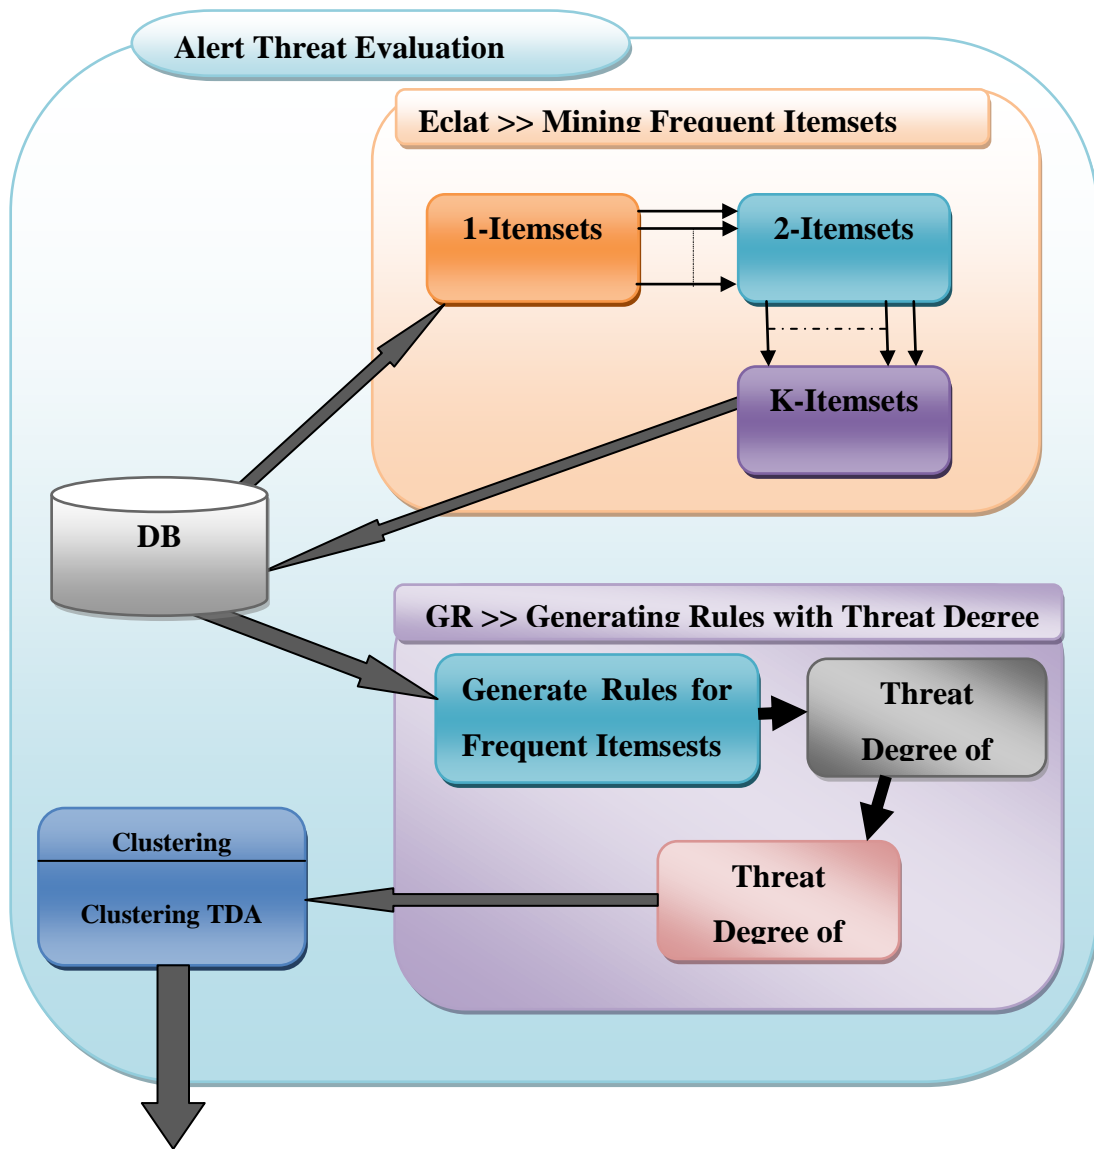 Alert Threat Evaluation
Eclat >> Mining Frequent Itemsets
1-Itemsets
2-Itemsets
K-Itemsets
DB
GR >> Generating Rules with Threat Degree
Generate Rules for
Frequent Itemsests
Threat
Degree of
Threat
Degree of
Clustering
Clustering TDA